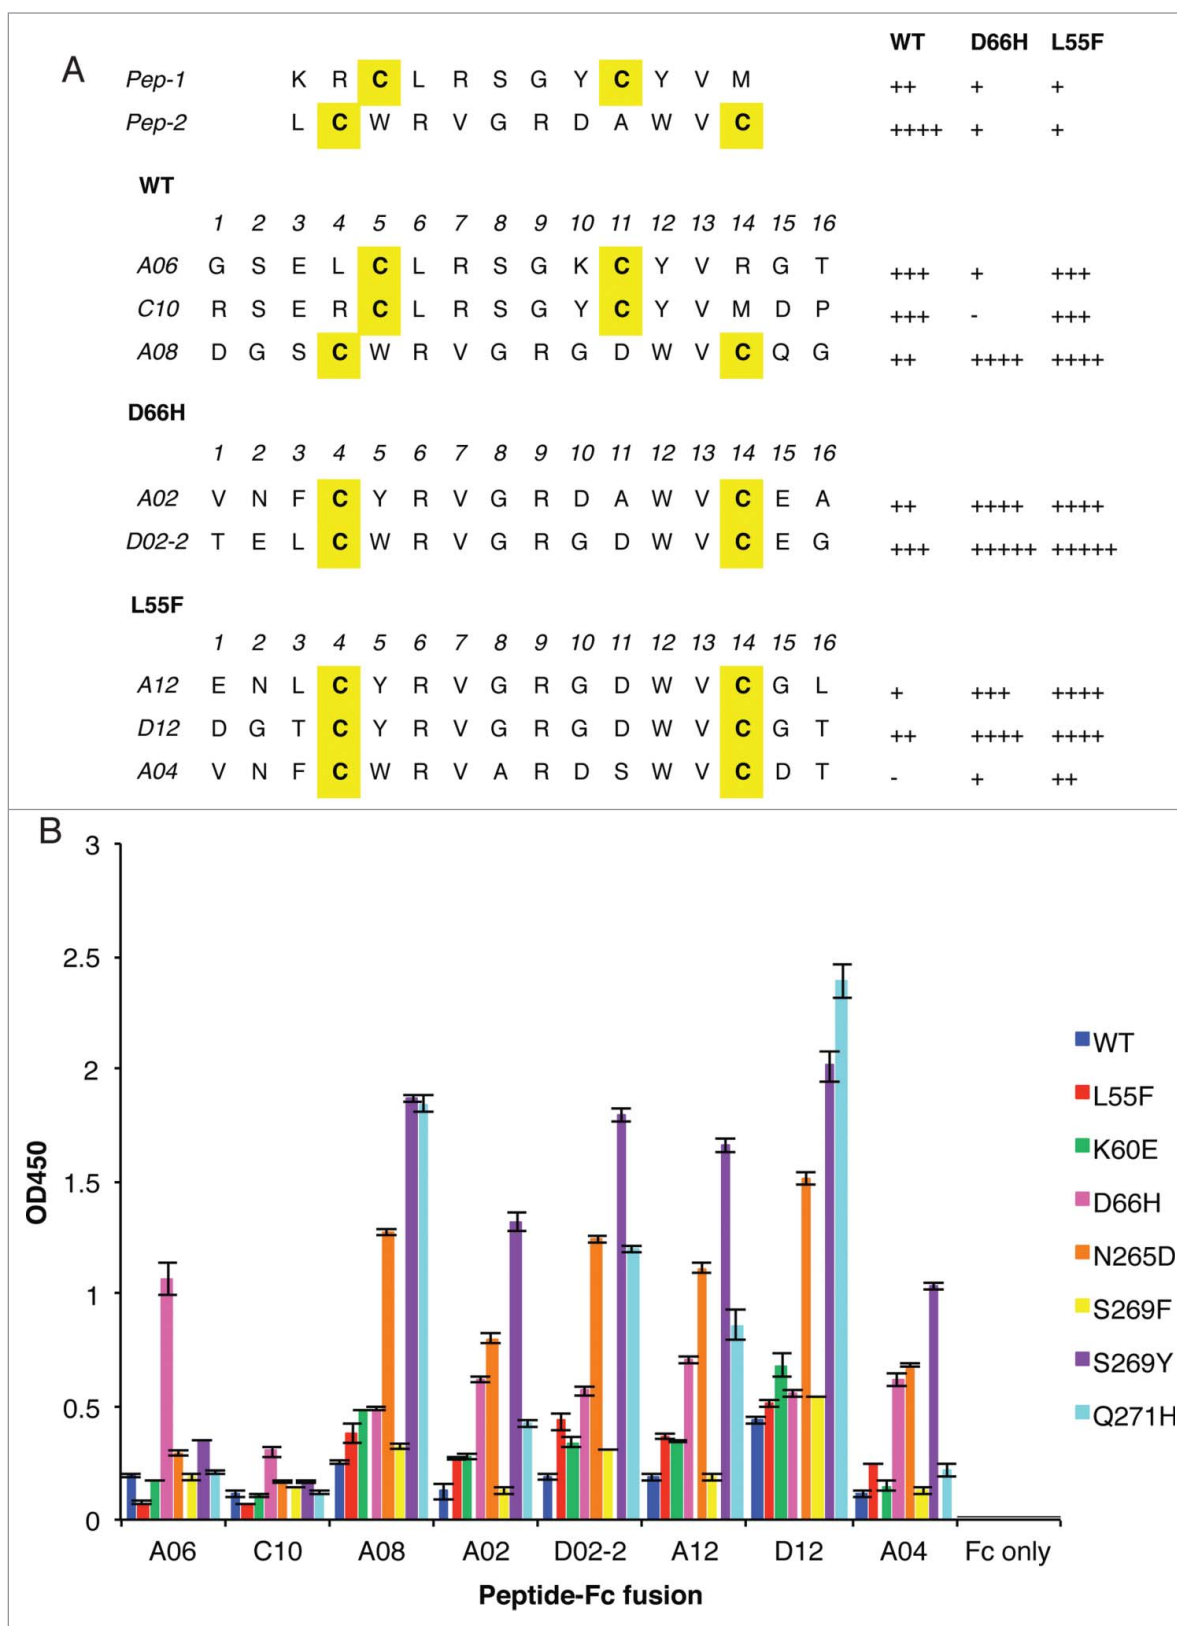 WT D66H L55F
A
Pep-1 K R C L R S G Y C Y V M ++ + +
Pep-2 L C W R V G R D A W V C ++++ + +
WT
1 2 3 4 5 6 7 8 9 10 11 12 13 14 15 16
A06 G S E L C L R S G K C Y V R G T +++ + +++
C10 R S E R C L R S G Y C Y V M D P +++ - +++
A08 D G S C W R V G R G D W V C Q G ++ ++++ ++++
D66H
1 2 3 4 5 6 7 8 9 10 11 12 13 14 15 16
A02 V N F C Y R V G R D A W V C E A ++ ++++ ++++
D02-2 T E L C W R V G R G D W V C E G +++ +++++ +++++
L55F
1 2 3 4 5 6 7 8 9 10 11 12 13 14 15 16
A12 E N L C Y R V G R G D W V C G L + +++ ++++
D12 D G T C Y R V G R G D W V C G T ++ ++++ ++++
A04 V N F C W R V A R D S W V C D T - + ++
B
3
2.5
2
1.5
1
0.5
0
OD450
WT
L55F
K60E
D66H
N265D
S269F
S269Y
Q271H
A06 C10 A08 A02 D02-2 A12 D12 A04 Fc only
Peptide-Fc fusion